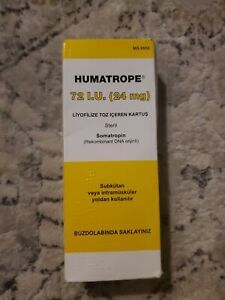 HUMATROPE®
72 I.U. (24 mg)
LİYOFİLİZE TOZ İÇEREN KARTUŞ
Steril
Somatropin
(Rekombinant DNA orijinli)
Subkütan
veya intramüsküler
yoldan kullanılır
BUZDOLABINDA SAKLAYINIZ